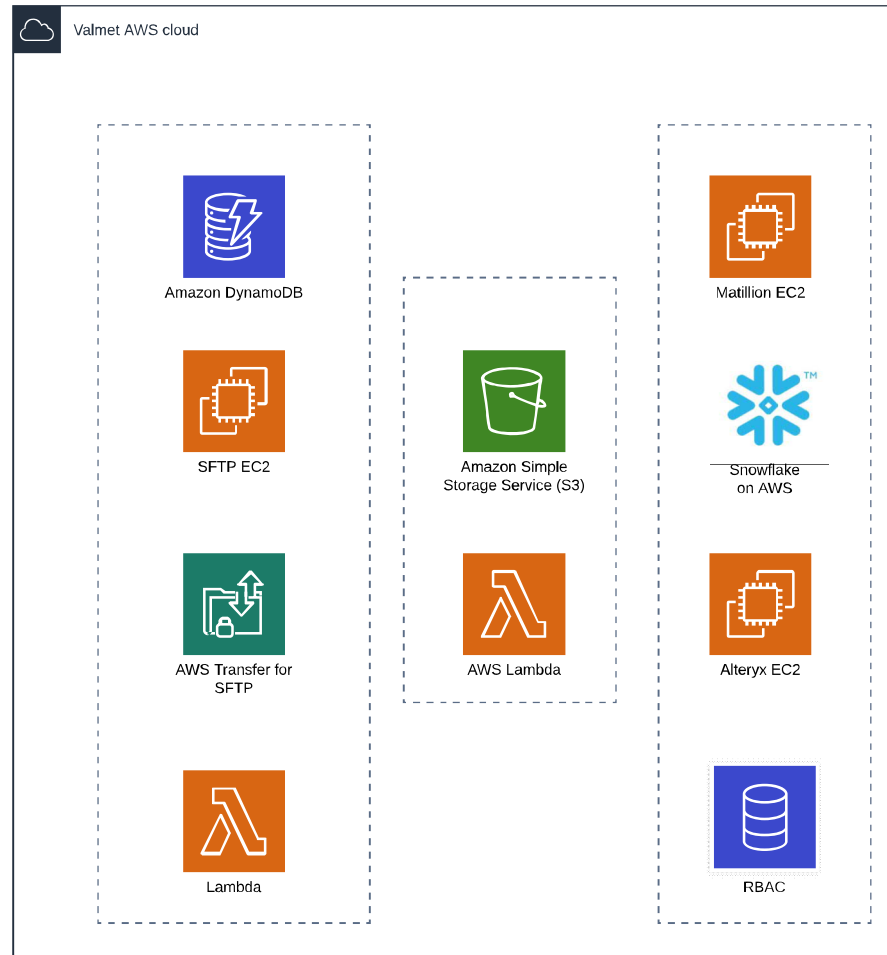 Valmet AWS cloud
Amazon DynamoDB
SFTP EC2
AWS Transfer for
SFTP
Lambda
Amazon Simple
Storage Service (S3)
AWS Lambda
Matillion EC2
TM
Snowflake
on AWS
Alteryx EC2
RBAC